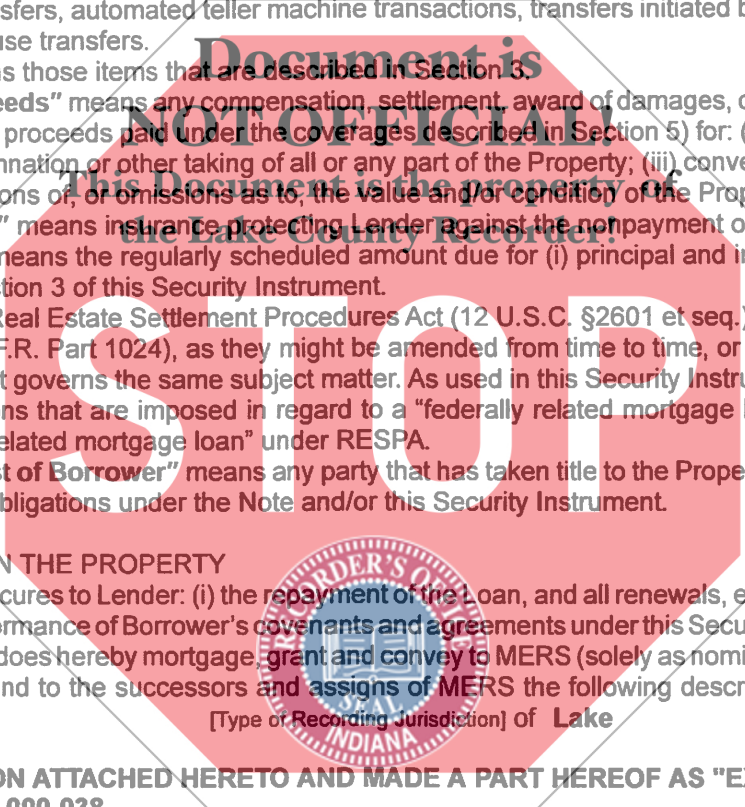 sfers, automated teller machine transactions, transfers initiated b
use transfers.
Document is
s those items that are described in Section 3.
eeds" means any compensation, settlement, award of damages, o
NOT OFFICIAL!
proceeds paid under the coverages described in Section 5) for: (
nnation or other taking of all or any part of the Property; (iii) conve
This Document is the property of
ons of, or omissions as to, the value and/or condition of the Prop
the Lake County Recorder!
" means insurance protecting Lender against the nonpayment o
means the regularly scheduled amount due for (i) principal and i
tion 3 of this Security Instrument.
Real Estate Settlement Procedures Act (12 U.S.C. §2601 et seq.)
F.R. Part 1024), as they might be amended from time to time, or
t governs the same subject matter. As used in this Security Instru
ns that are imposed in regard to a "federally related mortgage l
elated mortgage loan" under RESPA.
st of Borrower" means any party that has taken title to the Prope
bligations under the Note and/or this Security Instrument.
STOP
N THE PROPERTY
cures to Lender: (i) the repayment of the Loan, and all renewals, e
ormance of Borrower's covenants and agreements under this Secu
does hereby mortgage, grant and convey to MERS (solely as nomi
nd to the successors and assigns of MERS the following descr
[Type of Recording Jurisdiction] of Lake
RECORDER'S OFFICE
SEAL
INDIANA
ON ATTACHED HERETO AND MADE A PART HEREOF AS "E